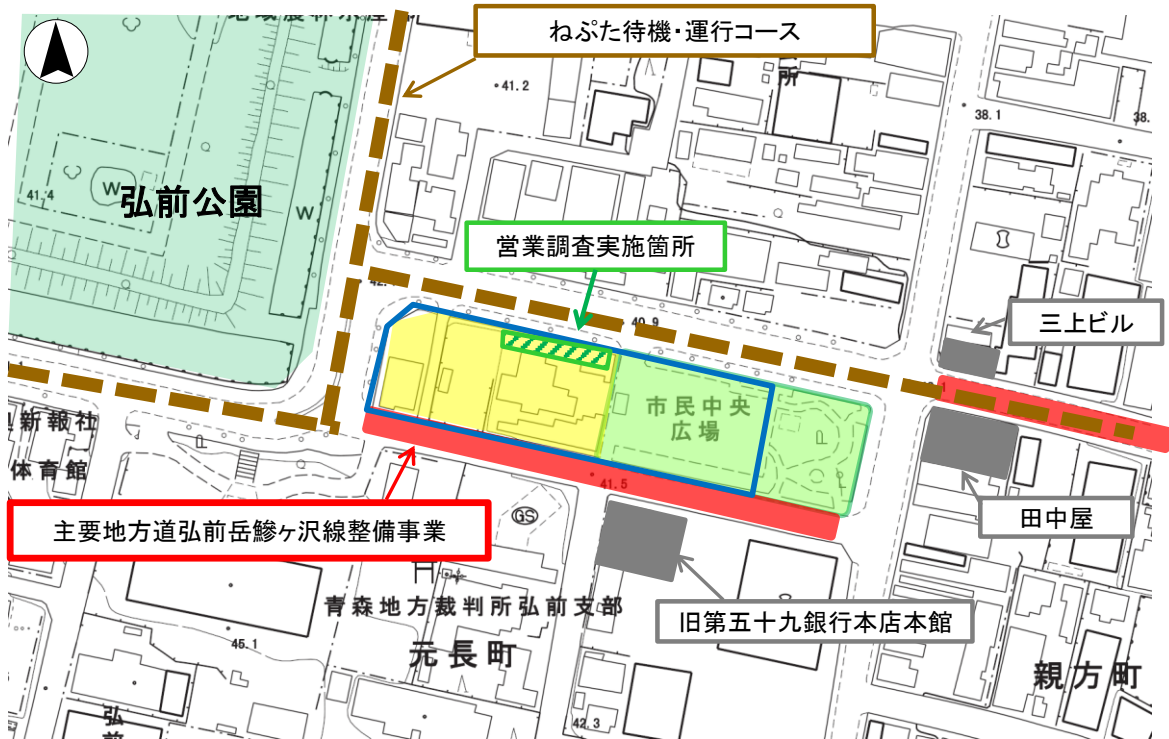 ねぷた待機・運行コース
所
・41.2
38.1
38.
41.4
W
弘前公園
W
営業調査実施箇所
42.
40.9
三上ビル
市民中央
広場
新報社
体育館
41.5
主要地方道弘前岳鰺ヶ沢線整備事業
GS
田中屋
青森地方裁判所弘前支部
旧第五十九銀行本店本館
45.1
元長町
親方町
弘
前
42.3